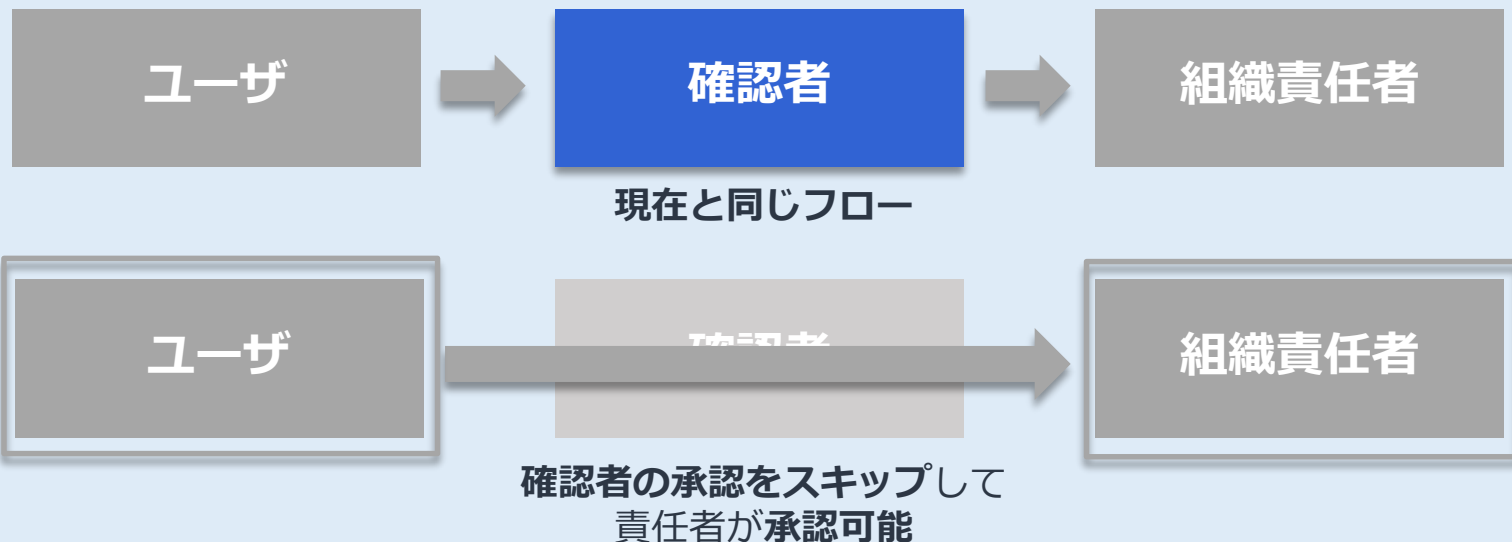 ユーザ
確認者
組織責任者
現在と同じフロー
ユーザ
組織責任者
確認者の承認をスキップして
責任者が承認可能